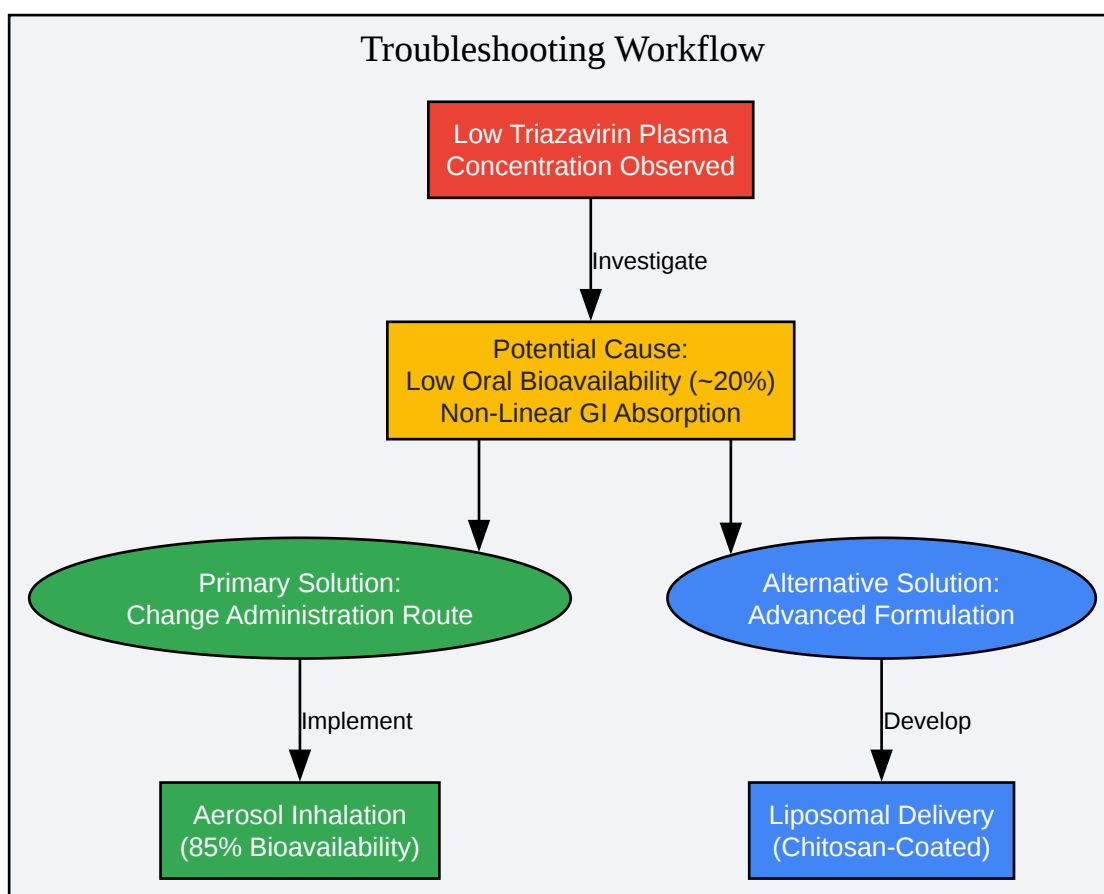 Troubleshooting Workflow
Low Triazavirin Plasma
Concentration Observed
Investigate
Potential Cause:
Low Oral Bioavailability (~20%)
Non-Linear GI Absorption
Primary Solution:
Change Administration Route
Alternative Solution:
Advanced Formulation
Implement
Develop
Aerosol Inhalation
(85% Bioavailability)
Liposomal Delivery
(Chitosan-Coated)